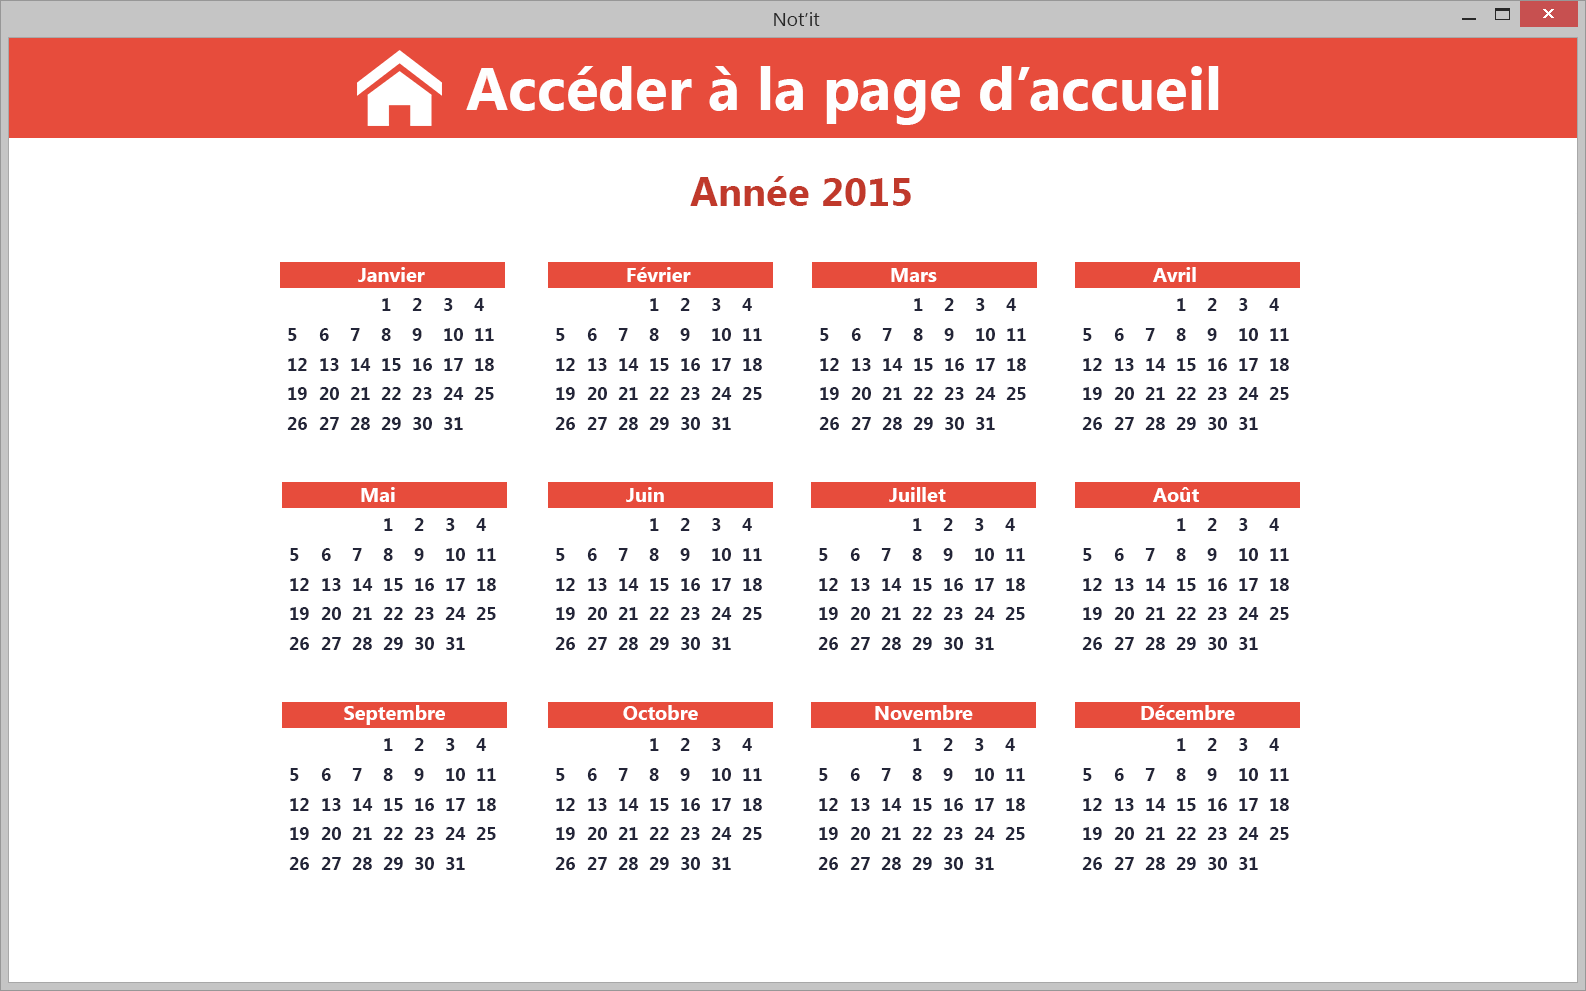 Not'it
Accéder à la page d’accueil
Année 2015
Janvier Février Mars Avril
1 2 3 4 1 2 3 4 1 2 3 4 1 2 3 4
5 6 7 8 9 10 11 5 6 7 8 9 10 11 5 6 7 8 9 10 11 5 6 7 8 9 10 11
12 13 14 15 16 17 18 12 13 14 15 16 17 18 12 13 14 15 16 17 18 12 13 14 15 16 17 18
19 20 21 22 23 24 25 19 20 21 22 23 24 25 19 20 21 22 23 24 25 19 20 21 22 23 24 25
26 27 28 29 30 31 26 27 28 29 30 31 26 27 28 29 30 31 26 27 28 29 30 31
Mai Juin Juillet Août
1 2 3 4 1 2 3 4 1 2 3 4 1 2 3 4
5 6 7 8 9 10 11 5 6 7 8 9 10 11 5 6 7 8 9 10 11 5 6 7 8 9 10 11
12 13 14 15 16 17 18 12 13 14 15 16 17 18 12 13 14 15 16 17 18 12 13 14 15 16 17 18
19 20 21 22 23 24 25 19 20 21 22 23 24 25 19 20 21 22 23 24 25 19 20 21 22 23 24 25
26 27 28 29 30 31 26 27 28 29 30 31 26 27 28 29 30 31 26 27 28 29 30 31
Septembre Octobre Novembre Décembre
1 2 3 4 1 2 3 4 1 2 3 4 1 2 3 4
5 6 7 8 9 10 11 5 6 7 8 9 10 11 5 6 7 8 9 10 11 5 6 7 8 9 10 11
12 13 14 15 16 17 18 12 13 14 15 16 17 18 12 13 14 15 16 17 18 12 13 14 15 16 17 18
19 20 21 22 23 24 25 19 20 21 22 23 24 25 19 20 21 22 23 24 25 19 20 21 22 23 24 25
26 27 28 29 30 31 26 27 28 29 30 31 26 27 28 29 30 31 26 27 28 29 30 31